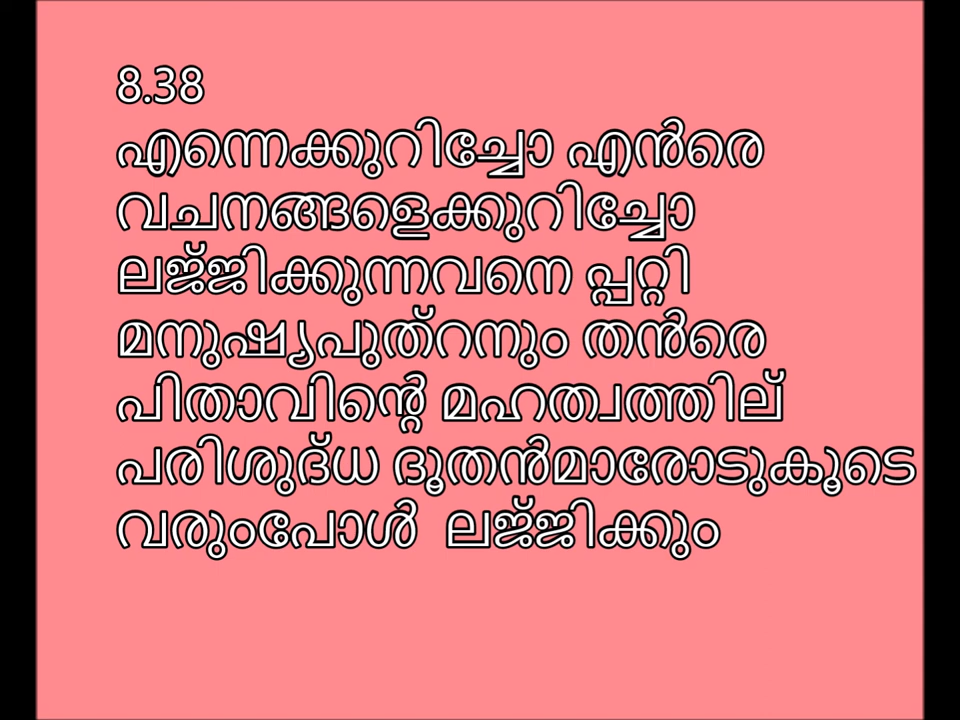 8.38
എന്നെക്കുറിച്ചോ എൻരെ
വചനങ്ങളെക്കുറിച്ചോ
ലജ്ജിക്കുന്നവനെ പ്പറ്റി
മനുഷ്യപുത്റനും തൻരെ
പിതാവിന്റെ മഹത്വത്തില്
പരിശുദ്ധ ദൂതൻമാരോടുകൂടെ
വരുംപോൾ ലജ്ജിക്കും